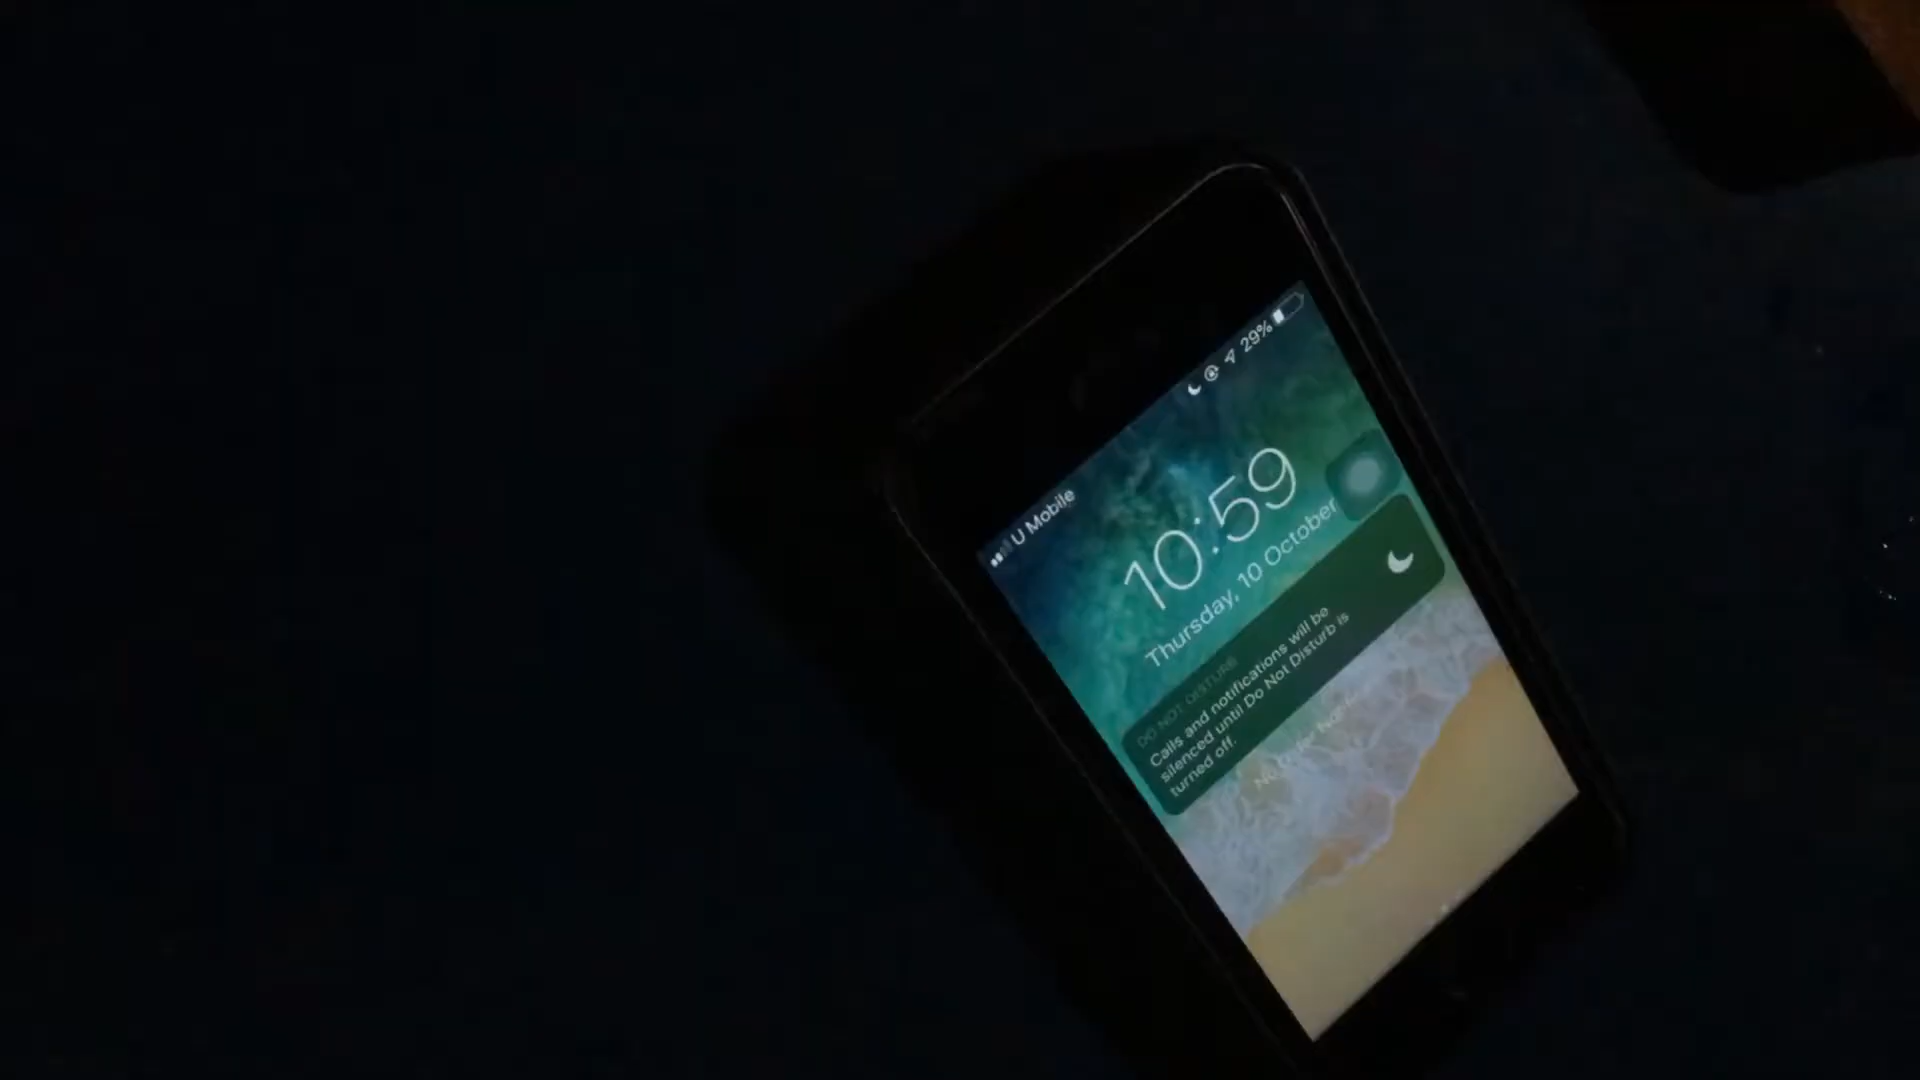 U Mobile 29%
10:59
Thursday, 10 October
DO NOT DISTURB
Calls and notifications will be
silenced until Do Not Disturb is
turned off.